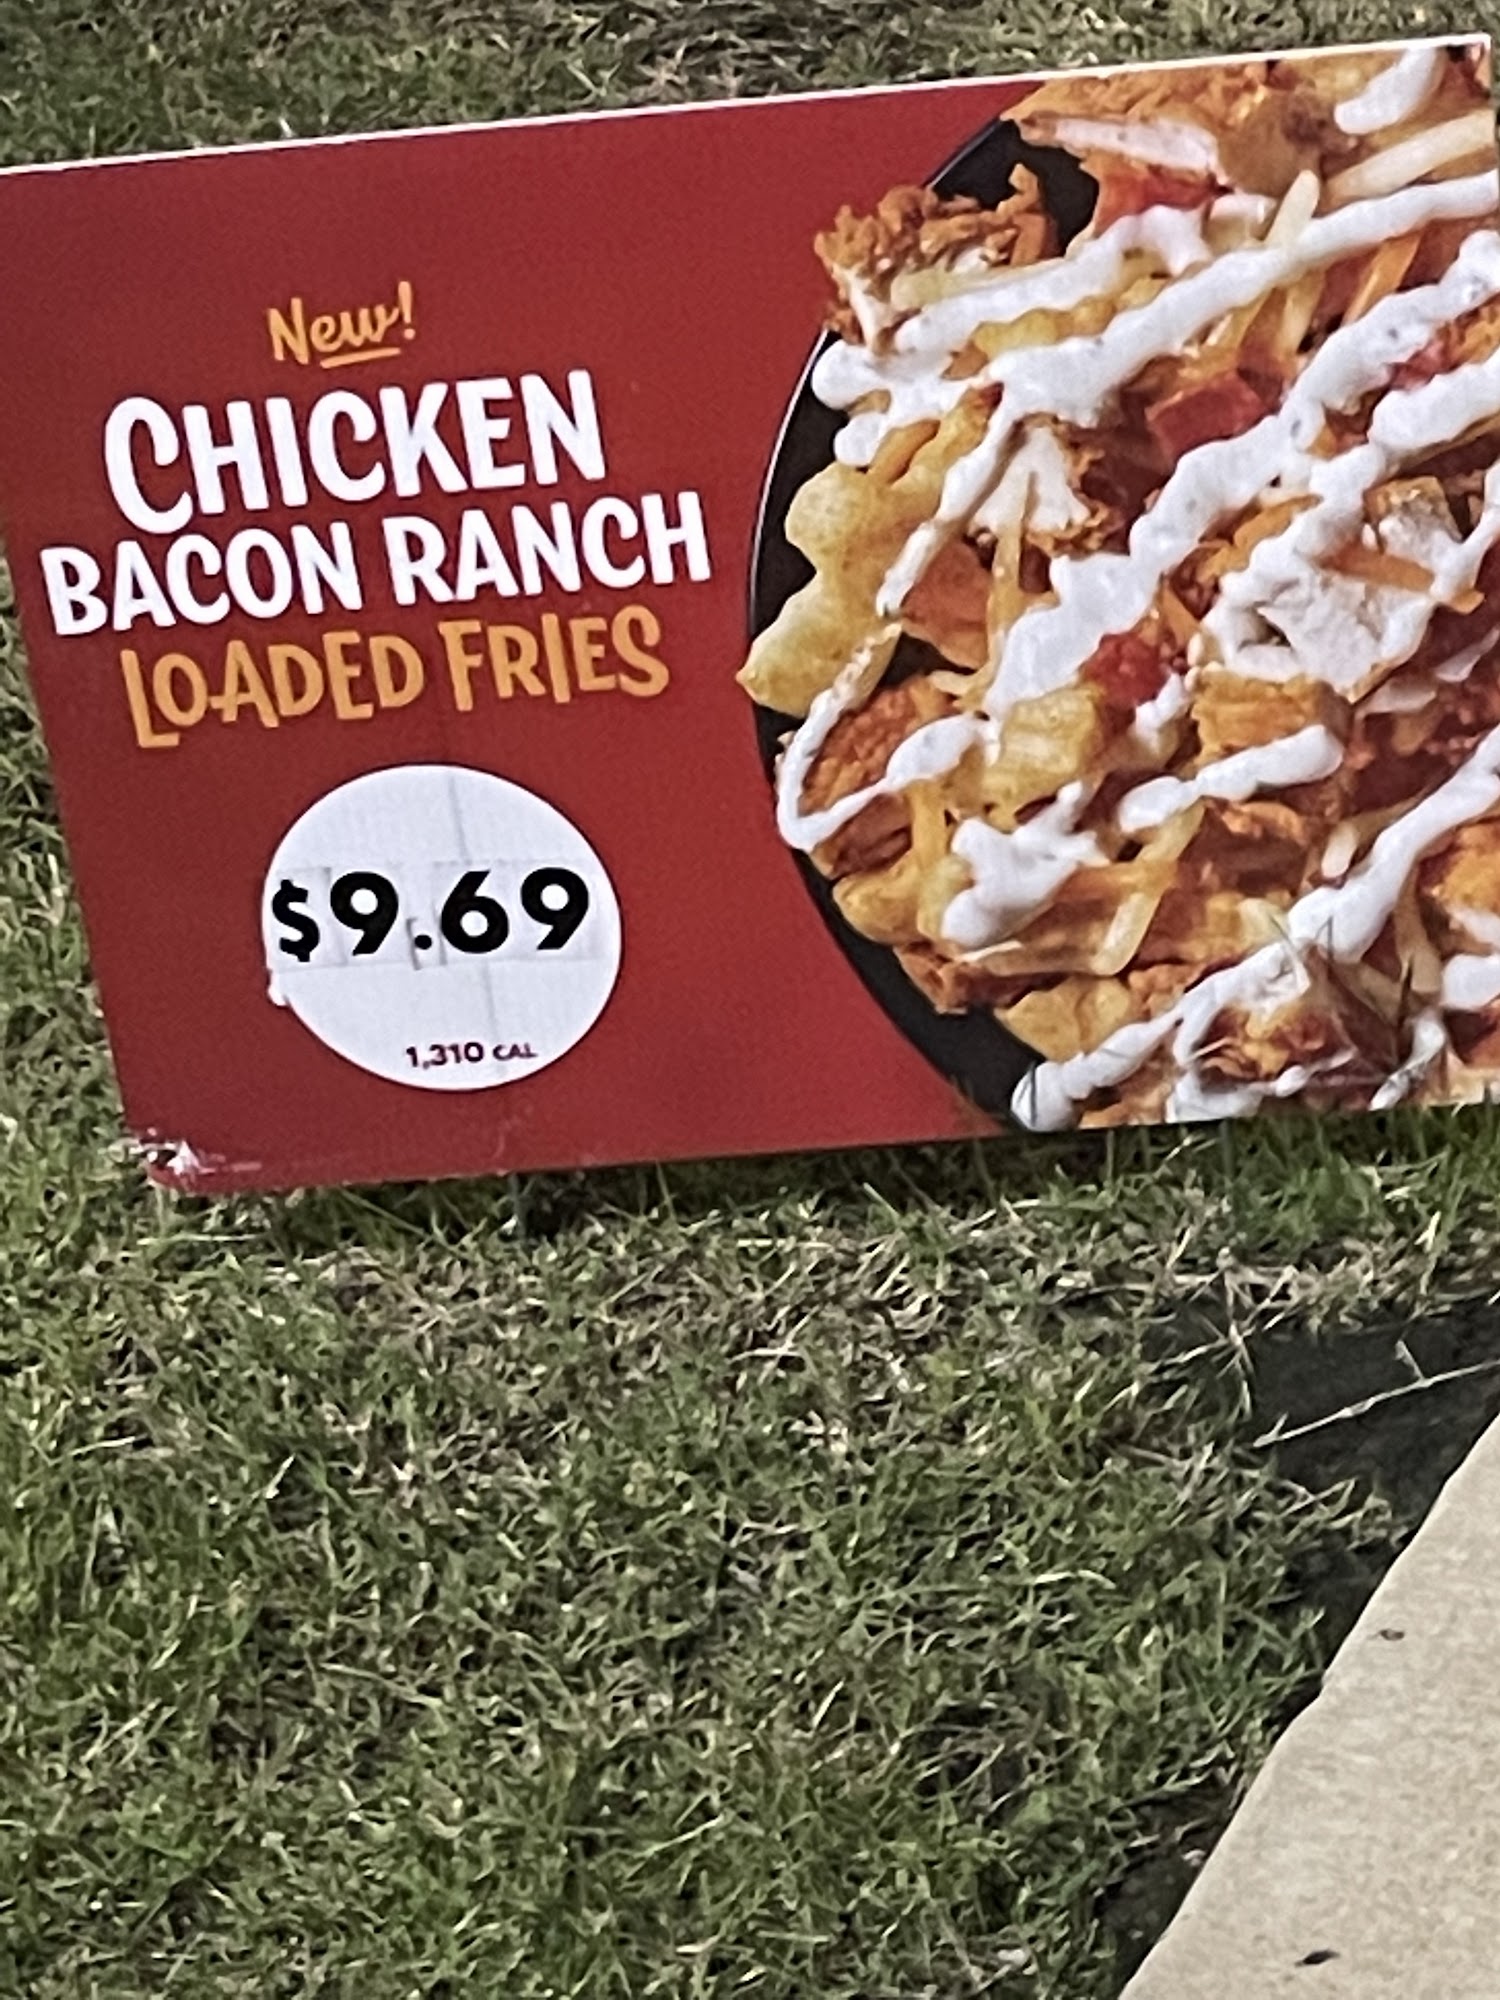 New!
CHICKEN
BACON RANCH
LOADED FRIES
$9.69
1,310 CAL